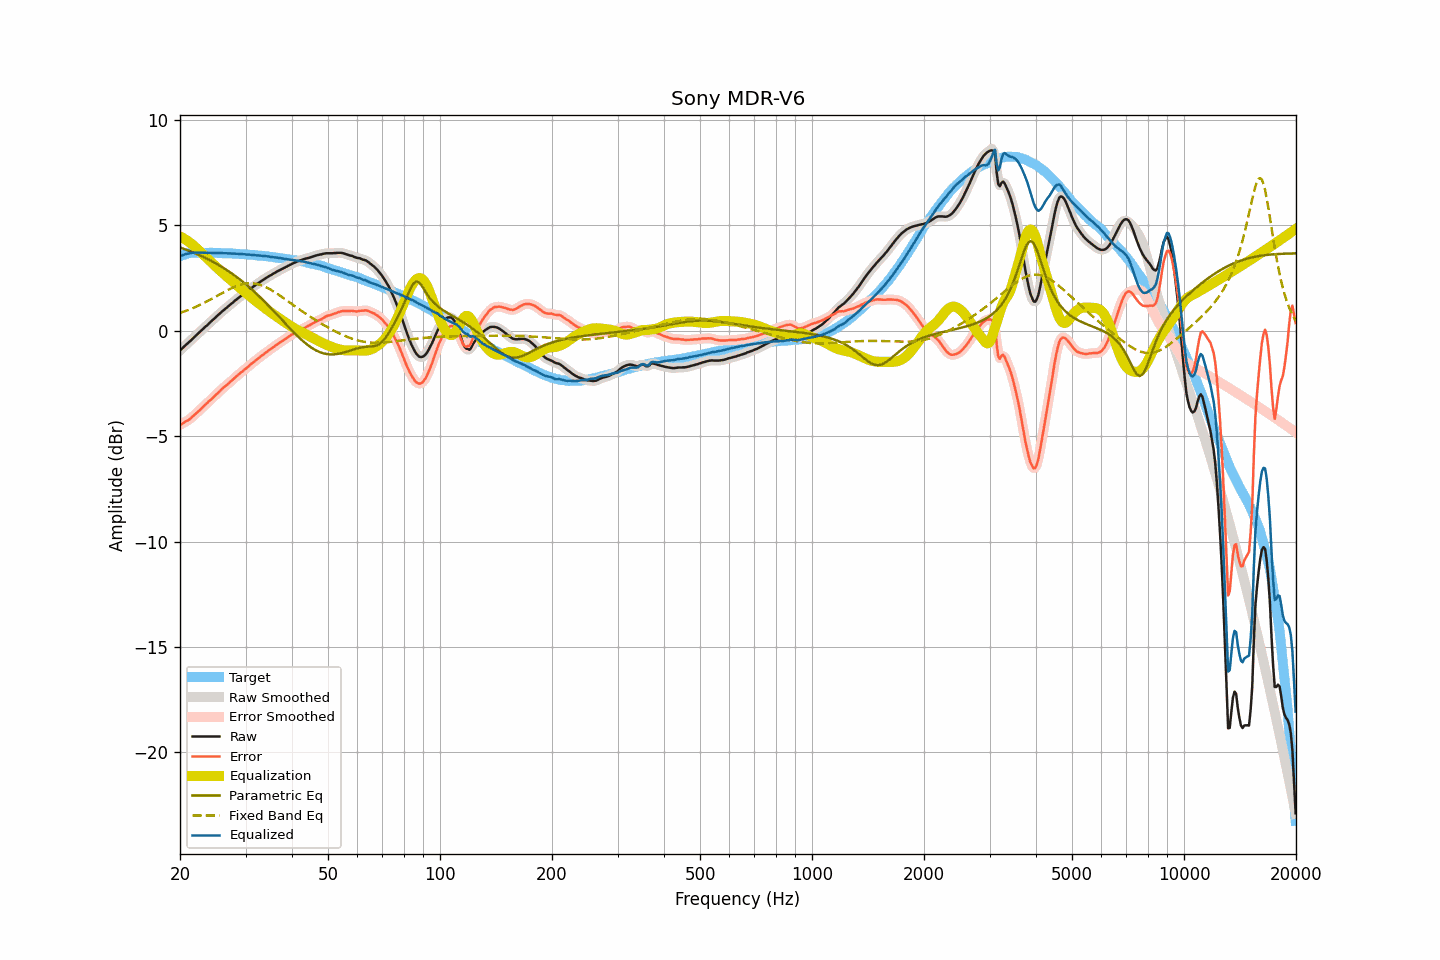 Sony MDR-V6
10
5
0
−5
−10
−15
−20
Amplitude (dBr)
Target
Raw Smoothed
Error Smoothed
Raw
Error
Equalization
Parametric Eq
Fixed Band Eq
Equalized
20 50 100 200 500 1000 2000 5000 10000 20000
Frequency (Hz)